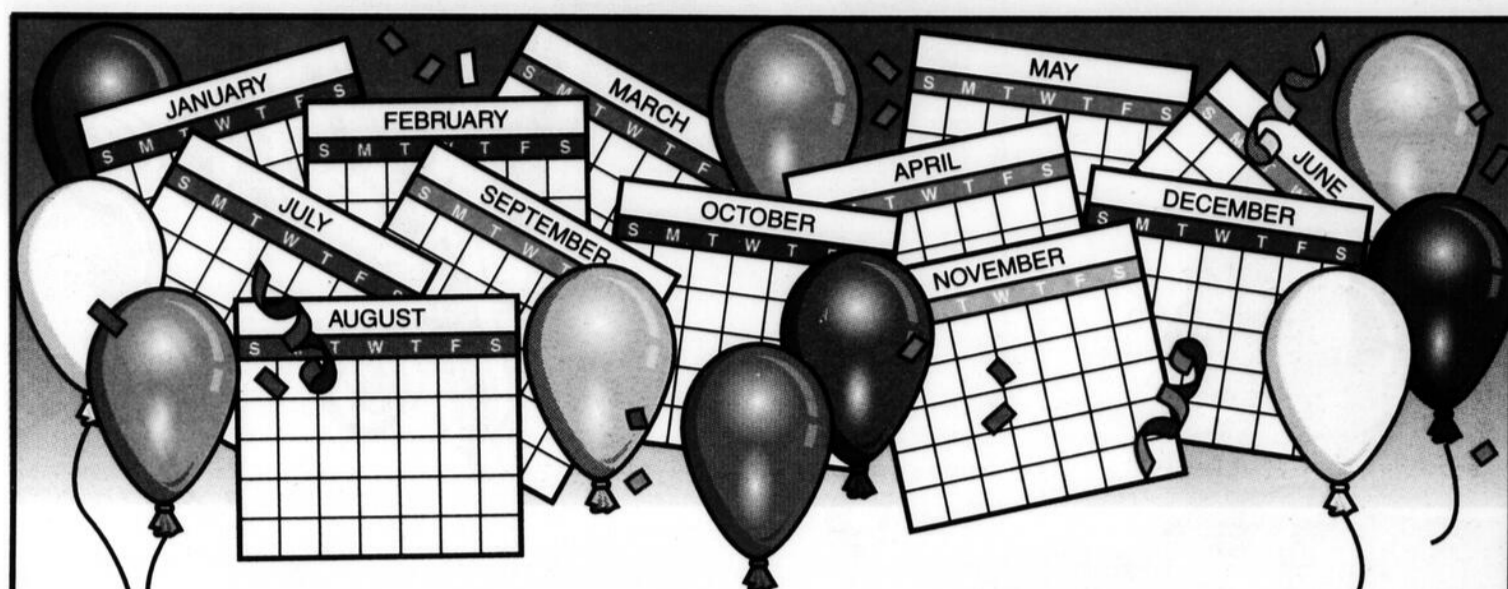 JANUARY
S M T W T F S
FEBRUARY
S M T W T F S
MARCH
S M T W T F
MAY
S M T W T F S
APRIL
T W T F S
JUNE
S M T W
JULY
S M T W T F S
SEPTEMBER
S M T W T
OCTOBER
S M T W T F
DECEMBER
S M T W T F S
NOVEMBER
T W T F S
AUGUST
S M T W T F S